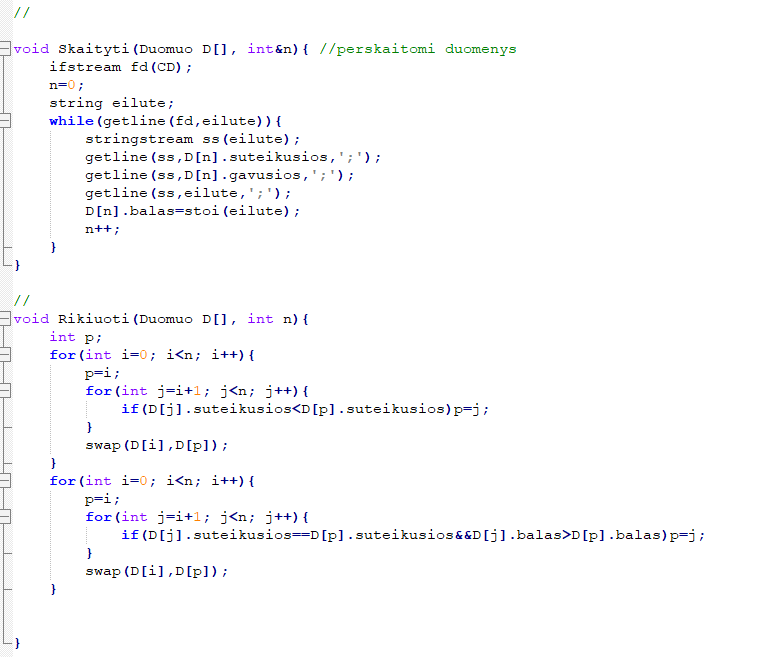 //
void Skaityti(Duomuo D[], int&n){ //perskaitomi duomenys
    ifstream fd(CD);
    n=0;
    string eilute;
    while(getline(fd,eilute)){
        stringstream ss(eilute);
        getline(ss,D[n].suteikusios,';');
        getline(ss,D[n].gavusios,';');
        getline(ss,eilute,';');
        D[n].balas=stoi(eilute);
        n++;
    }
}
//
void Rikiuoti(Duomuo D[], int n){
    int p;
    for(int i=0; i<n; i++){
        p=i;
        for(int j=i+1; j<n; j++){
            if(D[j].suteikusios<D[p].suteikusios)p=j;
        }
        swap(D[i],D[p]);
    }
    for(int i=0; i<n; i++){
        p=i;
        for(int j=i+1; j<n; j++){
            if(D[j].suteikusios==D[p].suteikusios&&D[j].balas>D[p].balas)p=j;
        }
        swap(D[i],D[p]);
    }
}